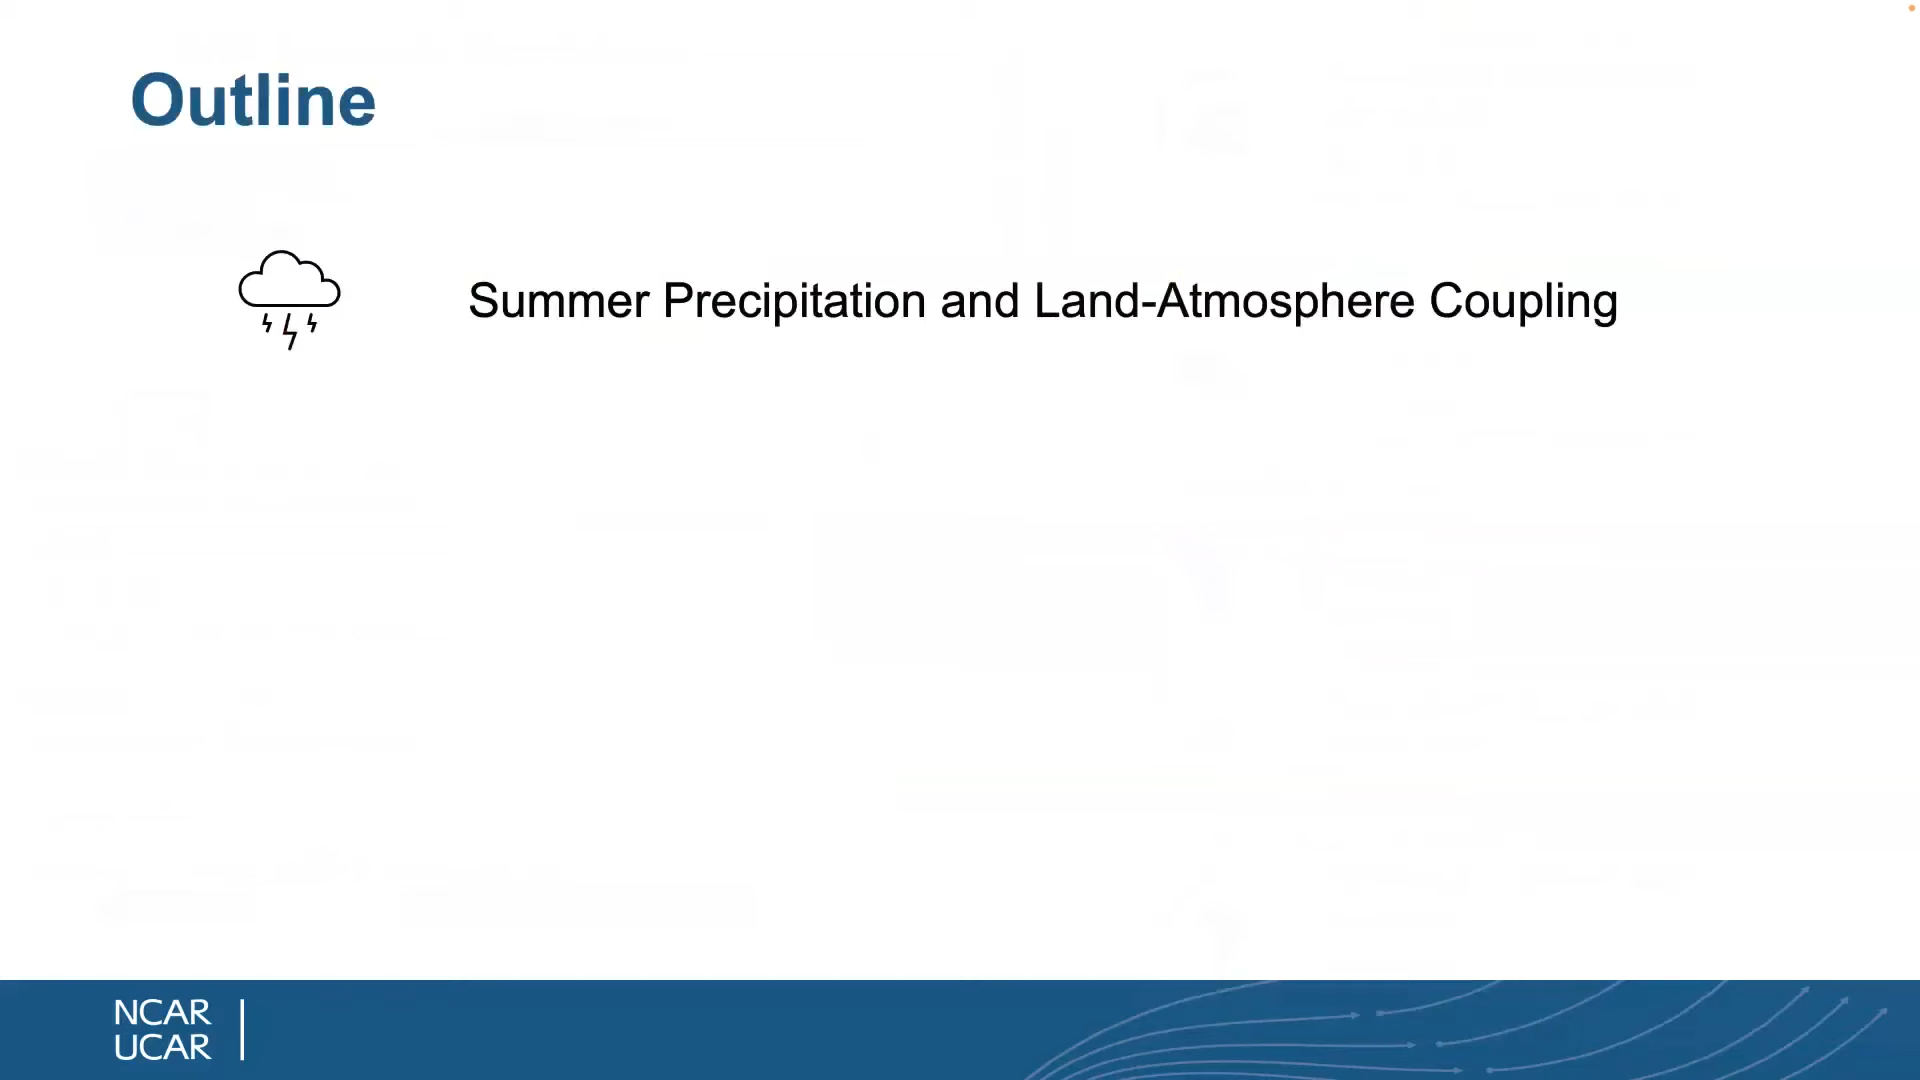 Outline
Summer Precipitation and Land-Atmosphere Coupling
NCAR
UCAR